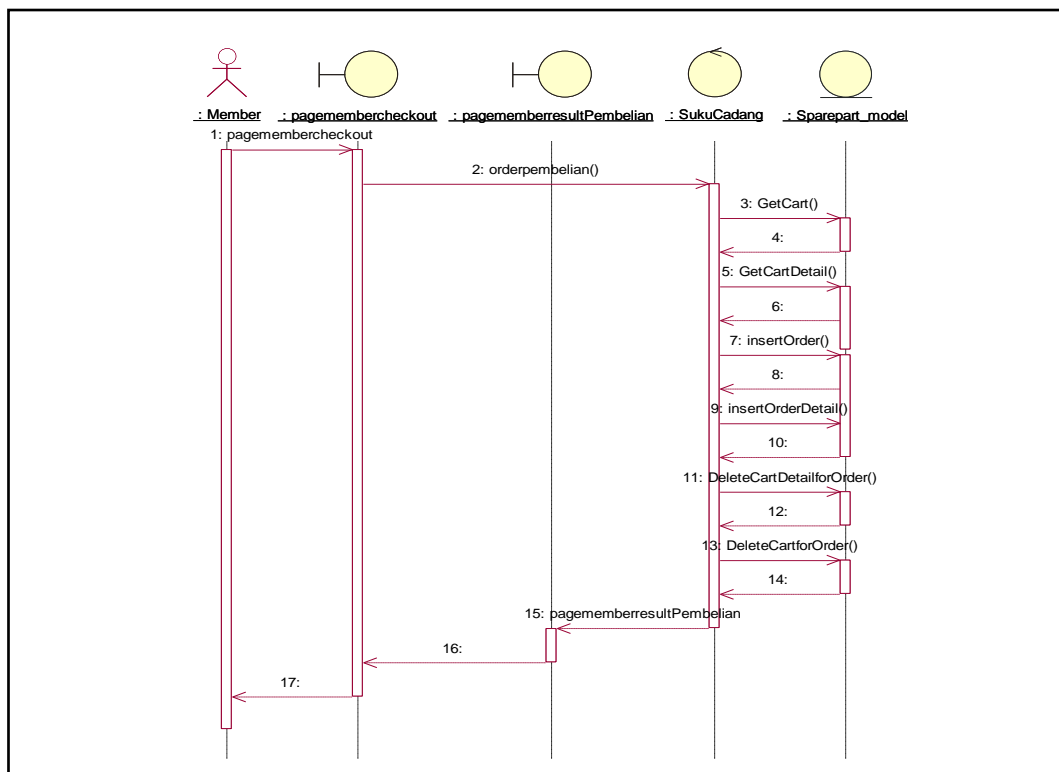 : Member
: pagemembercheckout
: pagememberresultPembelian
: SukuCadang
: Sparepart_model
1: pagemembercheckout
2: orderpembelian()
3: GetCart()
4:
5: GetCartDetail()
6:
7: insertOrder()
8:
9: insertOrderDetail()
10:
11: DeleteCartDetailforOrder()
12:
13: DeleteCartforOrder()
14:
15: pagememberresultPembelian
16:
17: